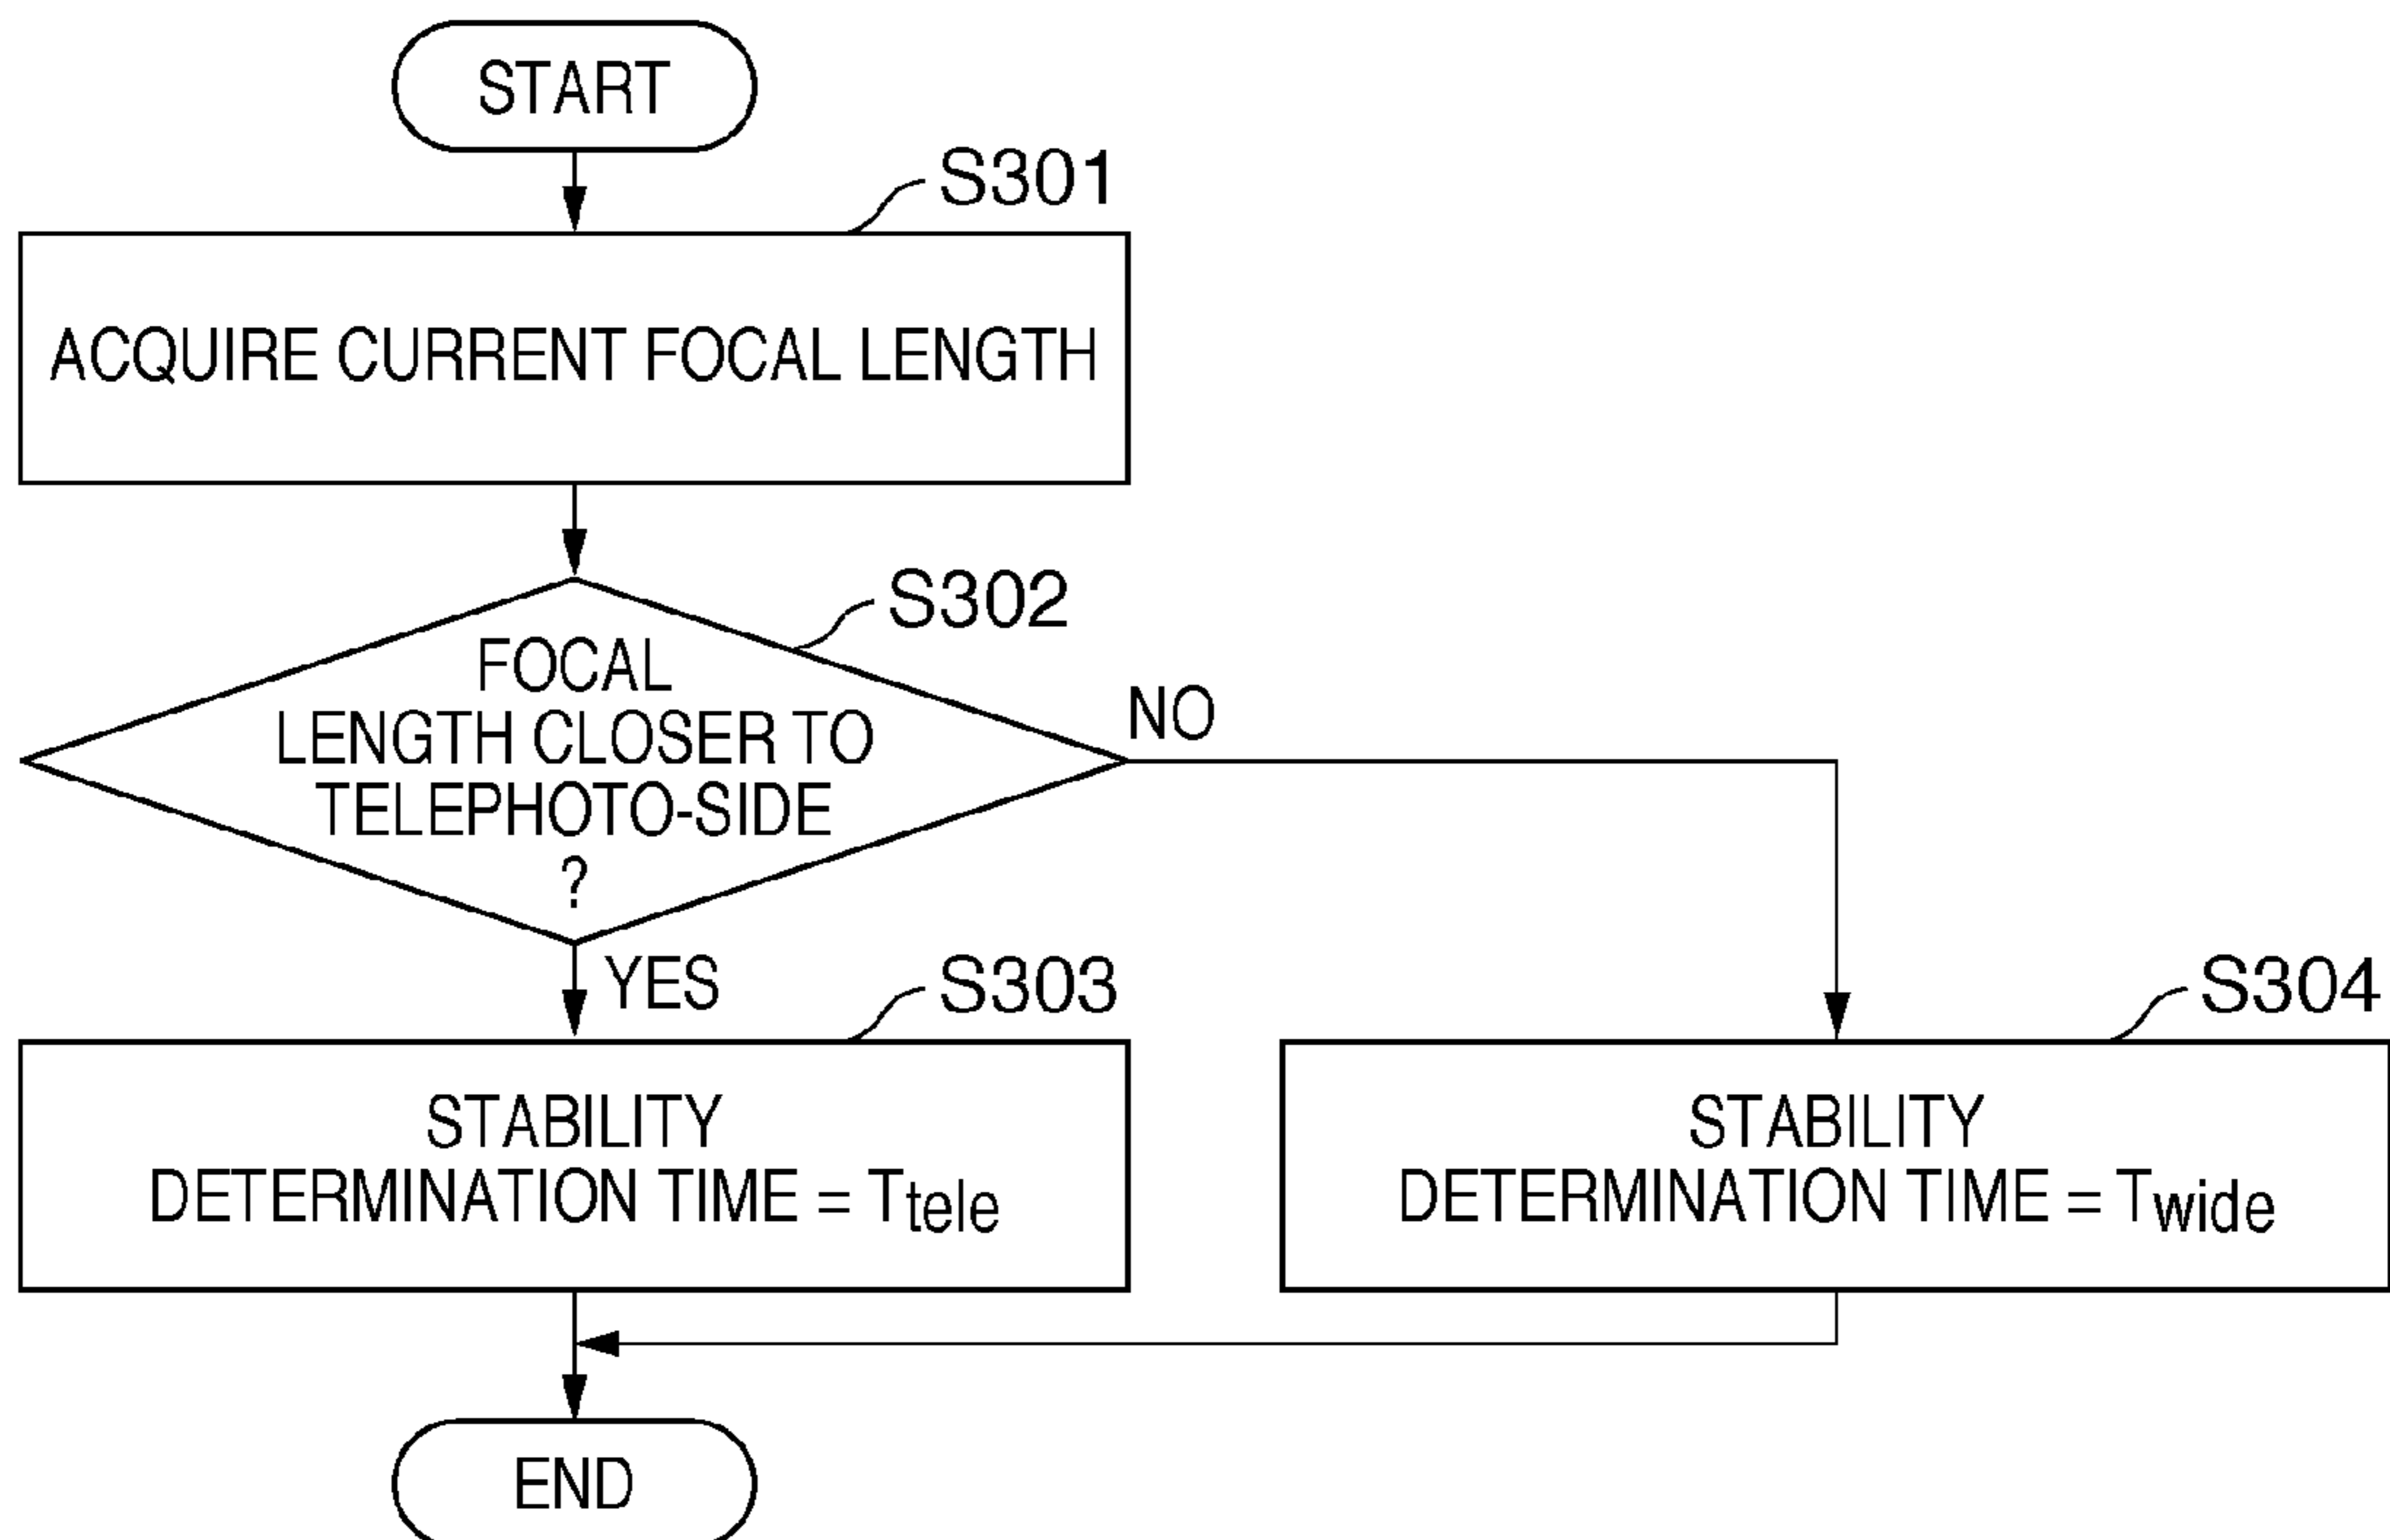 START
S301
ACQUIRE CURRENT FOCAL LENGTH
S302
FOCAL
LENGTH CLOSER TO
TELEPHOTO-SIDE
?
NO
YES
S303
STABILITY
DETERMINATION TIME = Ttele
S304
STABILITY
DETERMINATION TIME = Twide
END